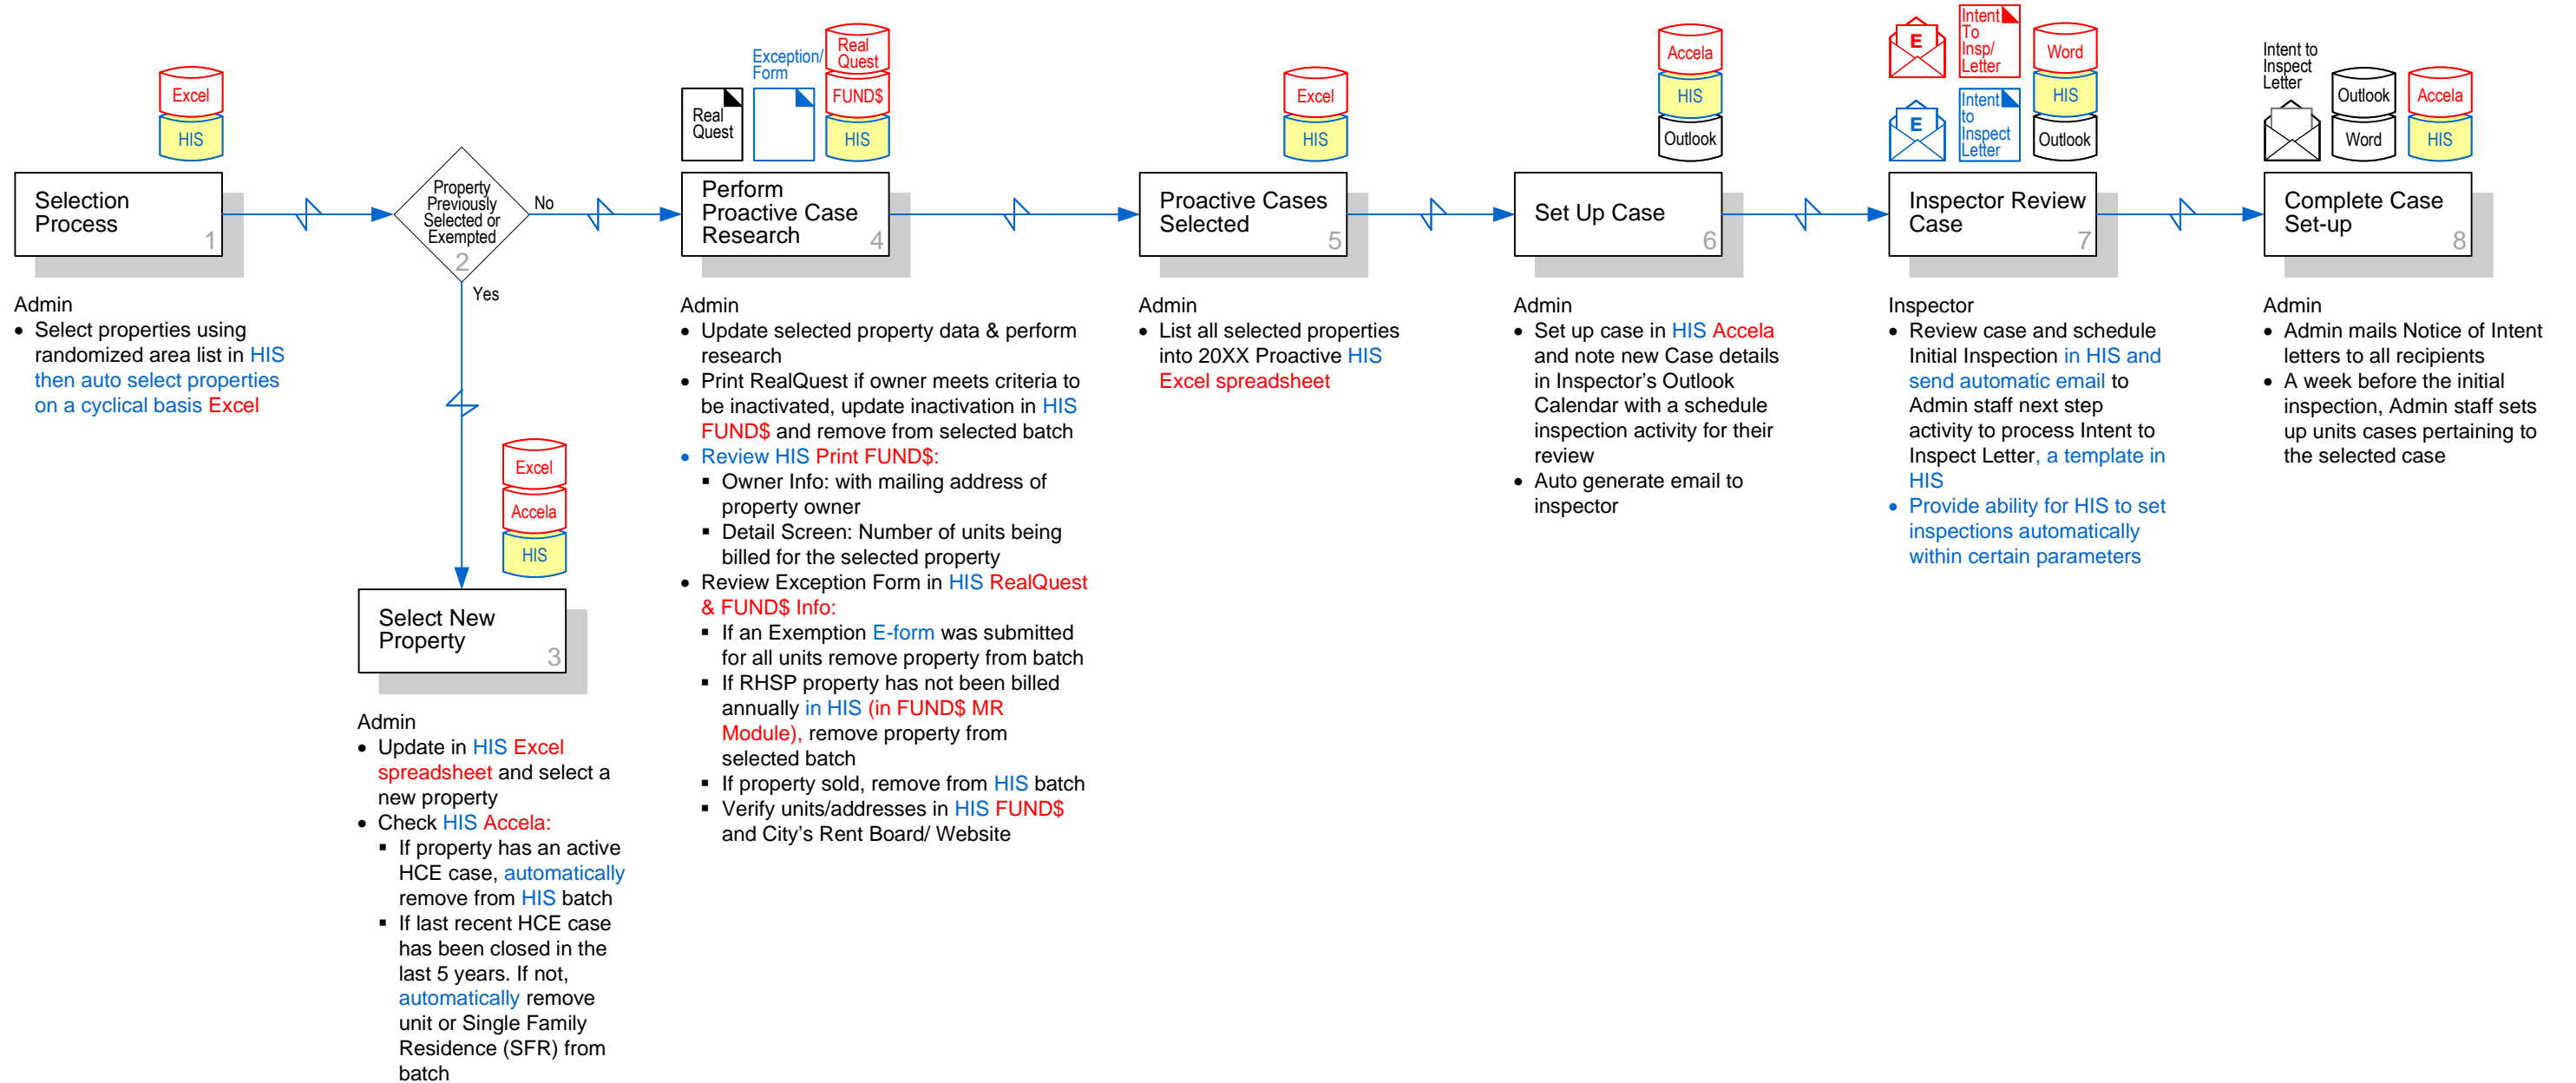 Excel
HIS
Selection
Process
1
Admin
• Select properties using
randomized area list in HIS
then auto select properties
on a cyclical basis Excel
Property
Previously
Selected or
Exempted
2
No
Yes
Excel
Accela
HIS
Select New
Property
3
Admin
• Update in HIS Excel
spreadsheet and select a
new property
• Check HIS Accela:
▪ If property has an active
HCE case, automatically
remove from HIS batch
▪ If last recent HCE case
has been closed in the
last 5 years. If not,
automatically remove
unit or Single Family
Residence (SFR) from
batch
Real
Quest
Exception/
Form
Real
Quest
FUND$
HIS
Perform
Proactive Case
Research
4
Admin
• Update selected property data & perform
research
• Print RealQuest if owner meets criteria to
be inactivated, update inactivation in HIS
FUND$ and remove from selected batch
• Review HIS Print FUND$:
▪ Owner Info: with mailing address of
property owner
▪ Detail Screen: Number of units being
billed for the selected property
• Review Exception Form in HIS RealQuest
& FUND$ Info:
▪ If an Exemption E-form was submitted
for all units remove property from batch
▪ If RHSP property has not been billed
annually in HIS (in FUND$ MR
Module), remove property from
selected batch
▪ If property sold, remove from HIS batch
▪ Verify units/addresses in HIS FUND$
and City’s Rent Board/ Website
Excel
HIS
Proactive Cases
Selected
5
Admin
• List all selected properties
into 20XX Proactive HIS
Excel spreadsheet
Accela
HIS
Outlook
Set Up Case
6
Admin
• Set up case in HIS Accela
and note new Case details
in Inspector’s Outlook
Calendar with a schedule
inspection activity for their
review
• Auto generate email to
inspector
E
Intent
To
Insp/
Letter
E
Intent
to
Inspect
Letter
Word
HIS
Outlook
Inspector Review
Case
7
Inspector
• Review case and schedule
Initial Inspection in HIS and
send automatic email to
Admin staff next step
activity to process Intent to
Inspect Letter, a template in
HIS
• Provide ability for HIS to set
inspections automatically
within certain parameters
Intent to
Inspect
Letter
Outlook
Word
Accela
HIS
Complete Case
Set-up
8
Admin
• Admin mails Notice of Intent
letters to all recipients
• A week before the initial
inspection, Admin staff sets
up units cases pertaining to
the selected case